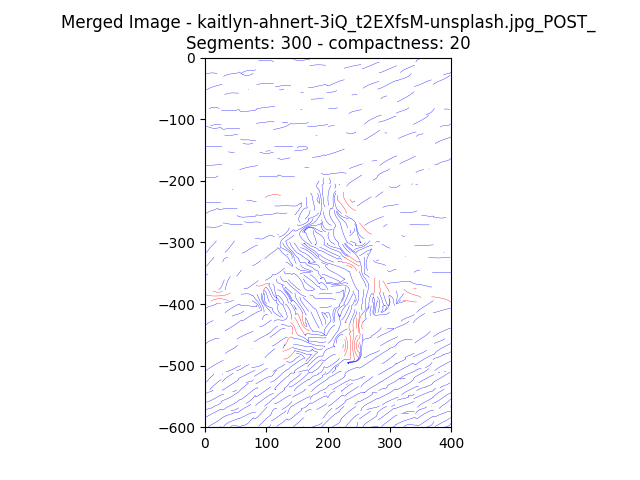 Merged Image - kaitlyn-ahnert-3iQ_t2EXfsM-unsplash.jpg_POST_
Segments: 300 - compactness: 20
0
−100
−200
−300
−400
−500
−600
0 100 200 300 400